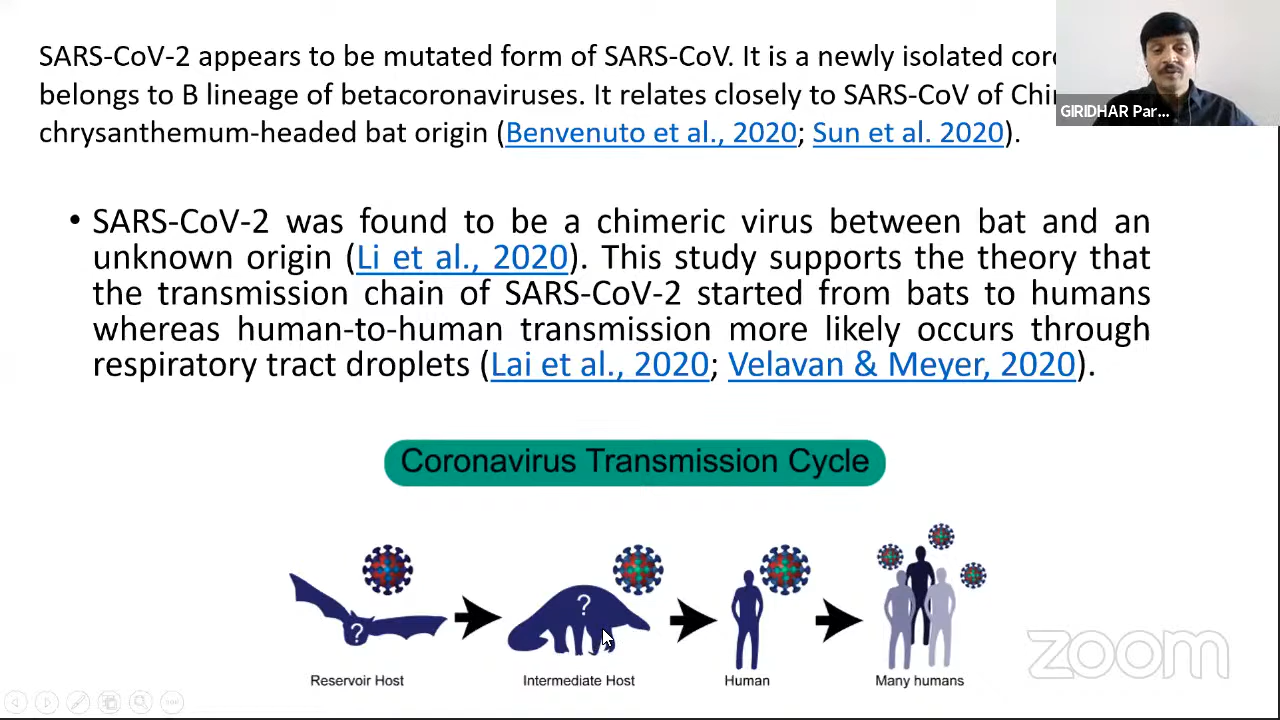 SARS-CoV-2 appears to be mutated form of SARS-CoV. It is a newly isolated
belongs to B lineage of betacoronaviruses. It relates closely to SARS-CoV of
chrysanthemum-headed bat origin (Benvenuto et al., 2020; Sun et al. 2020).
GIRIDHAR Par...
• SARS-CoV-2 was found to be a chimeric virus between bat and an
unknown origin (Li et al., 2020). This study supports the theory that
the transmission chain of SARS-CoV-2 started from bats to humans
whereas human-to-human transmission more likely occurs through
respiratory tract droplets (Lai et al., 2020; Velavan & Meyer, 2020).
Coronavirus Transmission Cycle
?
?
Reservoir Host
Intermediate Host
Human
Many humans
zoom